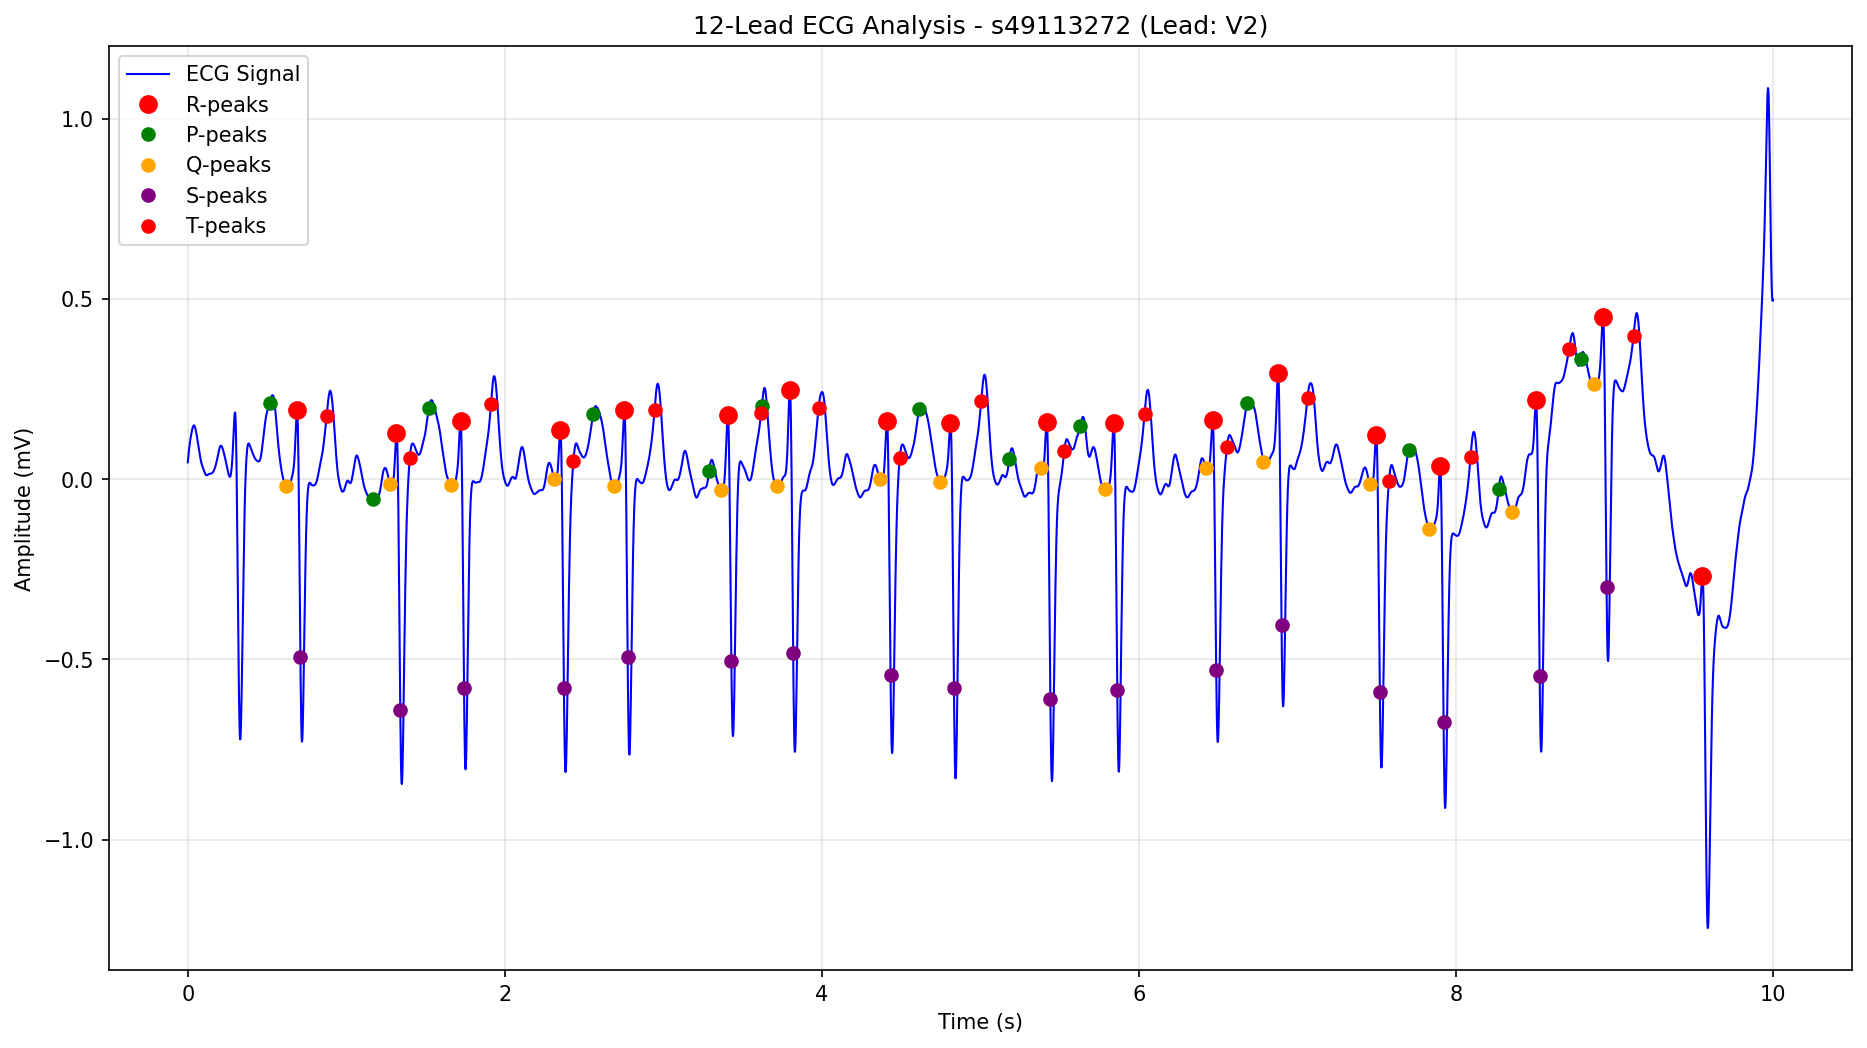 12-Lead ECG Analysis - s49113272 (Lead: V2)
ECG Signal
R-peaks
P-peaks
Q-peaks
S-peaks
T-peaks
1.0
0.5
0.0
−0.5
−1.0
Amplitude (mV)
0 2 4 6 8 10
Time (s)